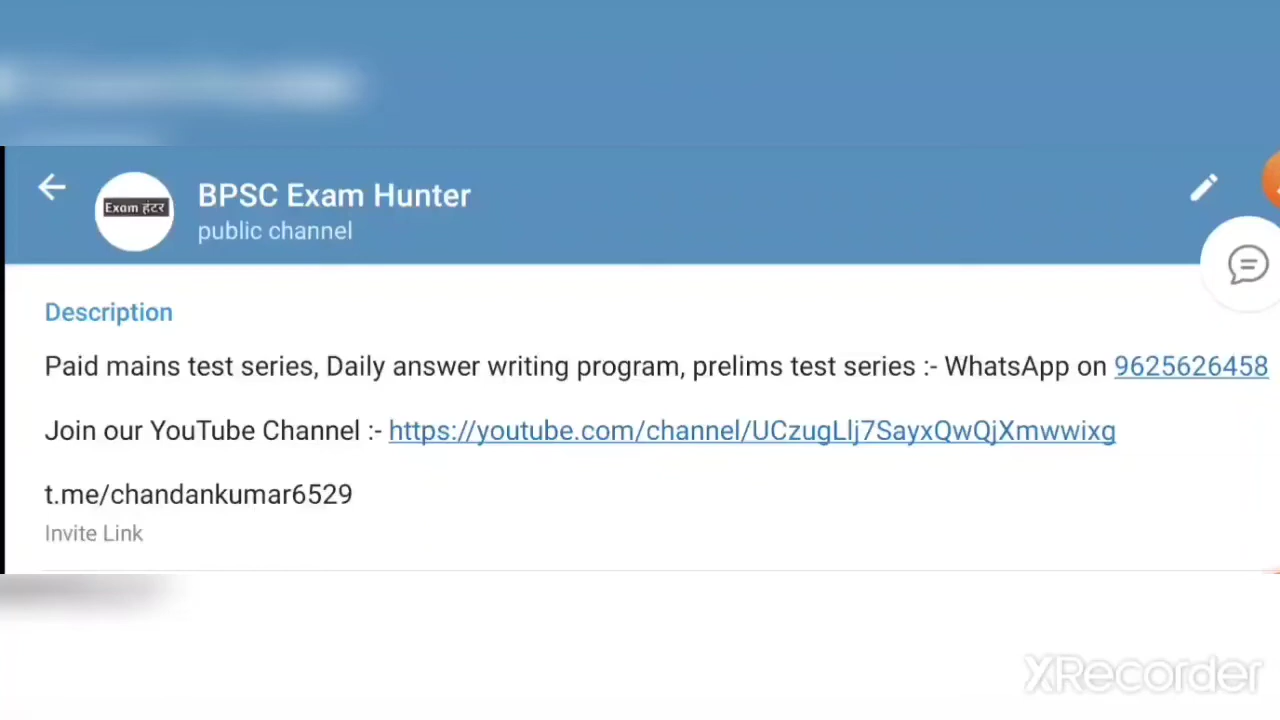 Exam हंटर
BPSC Exam Hunter
public channel
Description
Paid mains test series, Daily answer writing program, prelims test series :- WhatsApp on 9625626458
Join our YouTube Channel :- https://youtube.com/channel/UCzugLlj7SayxQwQjXmwwixg
t.me/chandankumar6529
Invite Link
XRecorder